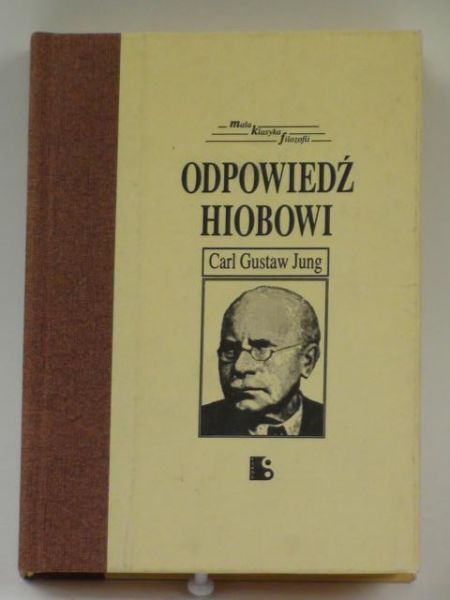 mała
klasyka
filozofii
ODPOWIEDŹ
HIOBOWI
Carl Gustaw Jung